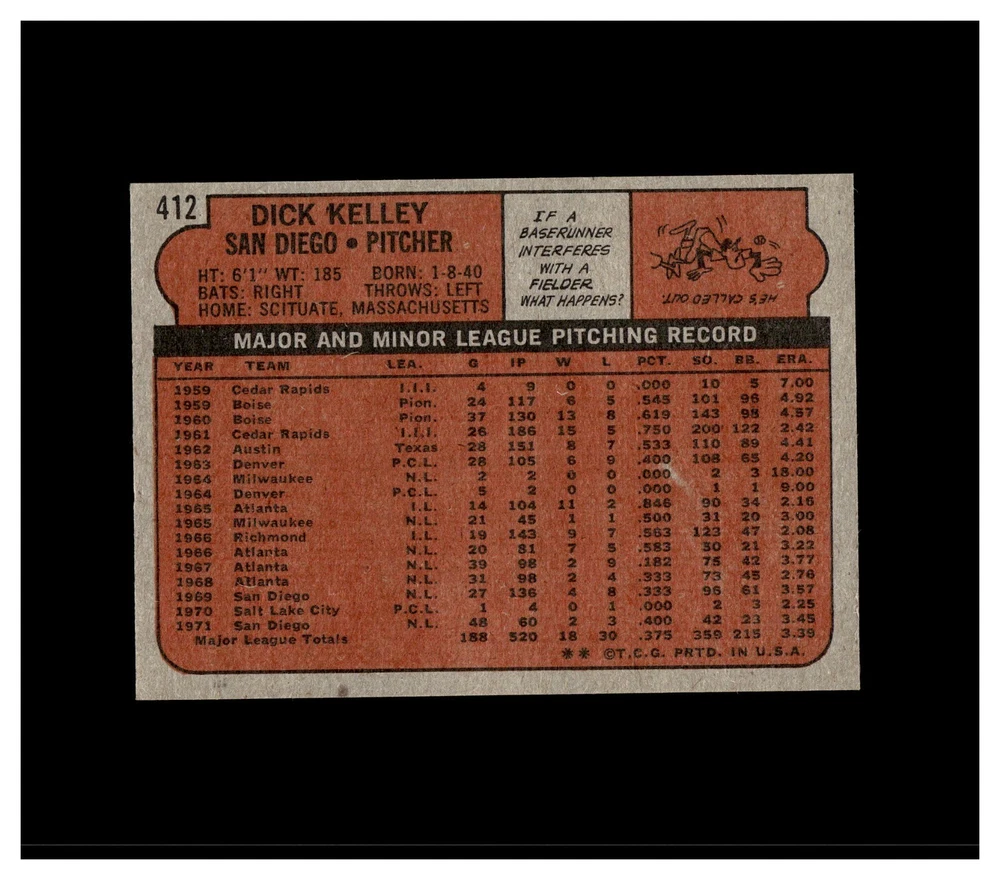 412
DICK KELLEY
SAN DIEGO • PITCHER
HT: 6'1" WT: 185 BORN: 1-8-40
BATS: RIGHT THROWS: LEFT
HOME: SCITUATE, MASSACHUSETTS
IF A
BASERUNNER
INTERFERES
WITH A
FIELDER
WHAT HAPPENS?
HE'S CALLED OUT.
MAJOR AND MINOR LEAGUE PITCHING RECORD
YEAR TEAM LEA. G IP W L PCT. SO. BB. ERA.
1959 Cedar Rapids I.I.I. 4 9 0 0 .000 10 5 7.00
1959 Boise Pion. 24 117 6 5 .545 101 96 4.92
1960 Boise Pion. 37 130 13 8 .619 143 98 4.57
1961 Cedar Rapids I.I.I. 26 186 15 5 .750 200 122 2.42
1962 Austin Texas 28 151 8 7 .533 110 89 4.41
1963 Denver P.C.L. 28 105 6 9 .400 108 65 4.20
1964 Milwaukee N.L. 2 2 0 0 .000 2 3 18.00
1964 Denver P.C.L. 5 2 0 0 .000 1 1 9.00
1965 Atlanta I.L. 14 104 11 2 .846 90 34 2.16
1965 Milwaukee N.L. 21 45 1 1 .500 31 20 3.00
1966 Richmond I.L. 19 143 9 7 .563 123 47 2.08
1966 Atlanta N.L. 20 81 7 5 .583 50 21 3.22
1967 Atlanta N.L. 39 98 2 9 .182 75 42 3.77
1968 Atlanta N.L. 31 98 2 4 .333 73 45 2.76
1969 San Diego N.L. 27 136 4 8 .333 96 61 3.57
1970 Salt Lake City P.C.L. 1 4 0 1 .000 2 3 2.25
1971 San Diego N.L. 48 60 2 3 .400 42 23 3.45
Major League Totals 188 520 18 30 .375 359 215 3.39
** ©T.C.G. PRTD. IN U.S.A.